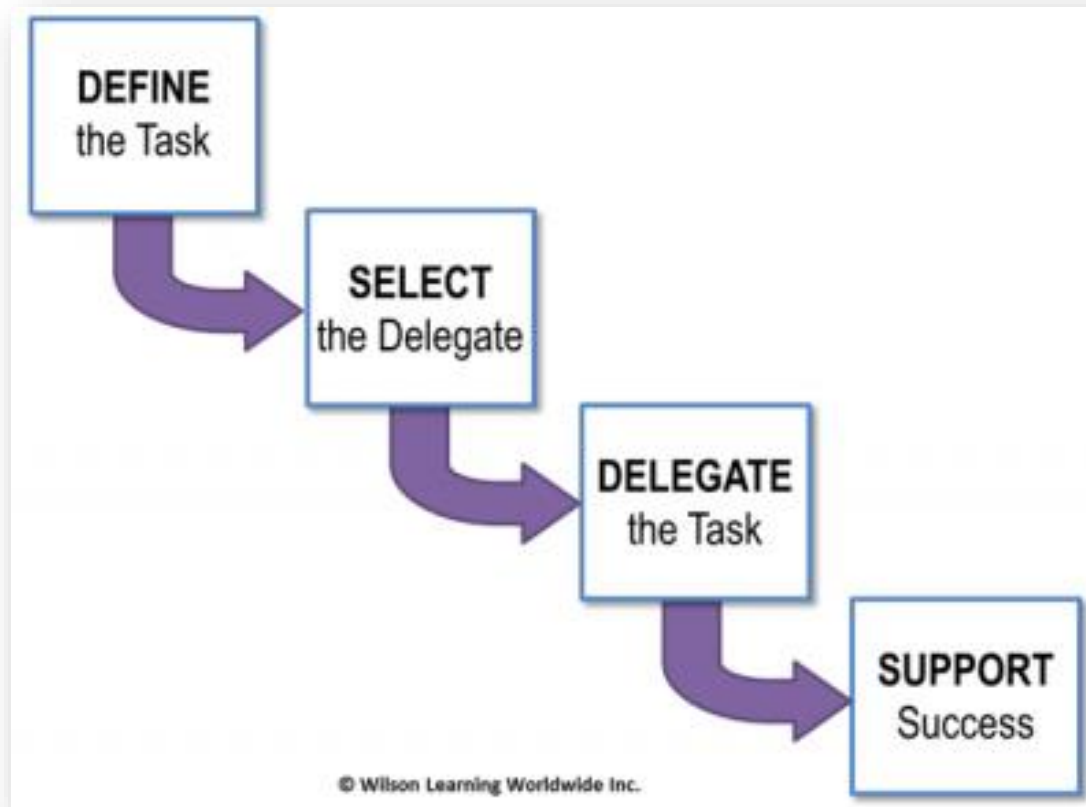 DEFINE
the Task
SELECT
the Delegate
DELEGATE
the Task
SUPPORT
Success
© Wilson Learning Worldwide Inc.